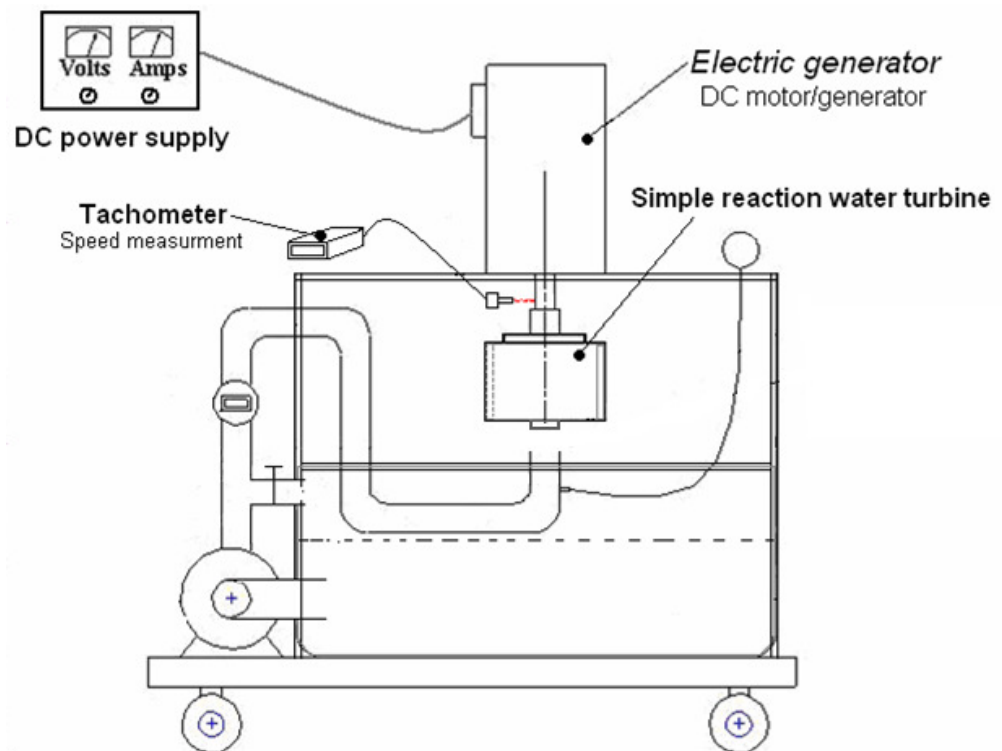 Volts Amps
DC power supply
Electric generator
DC motor/generator
Simple reaction water turbine
Tachometer
Speed measurment